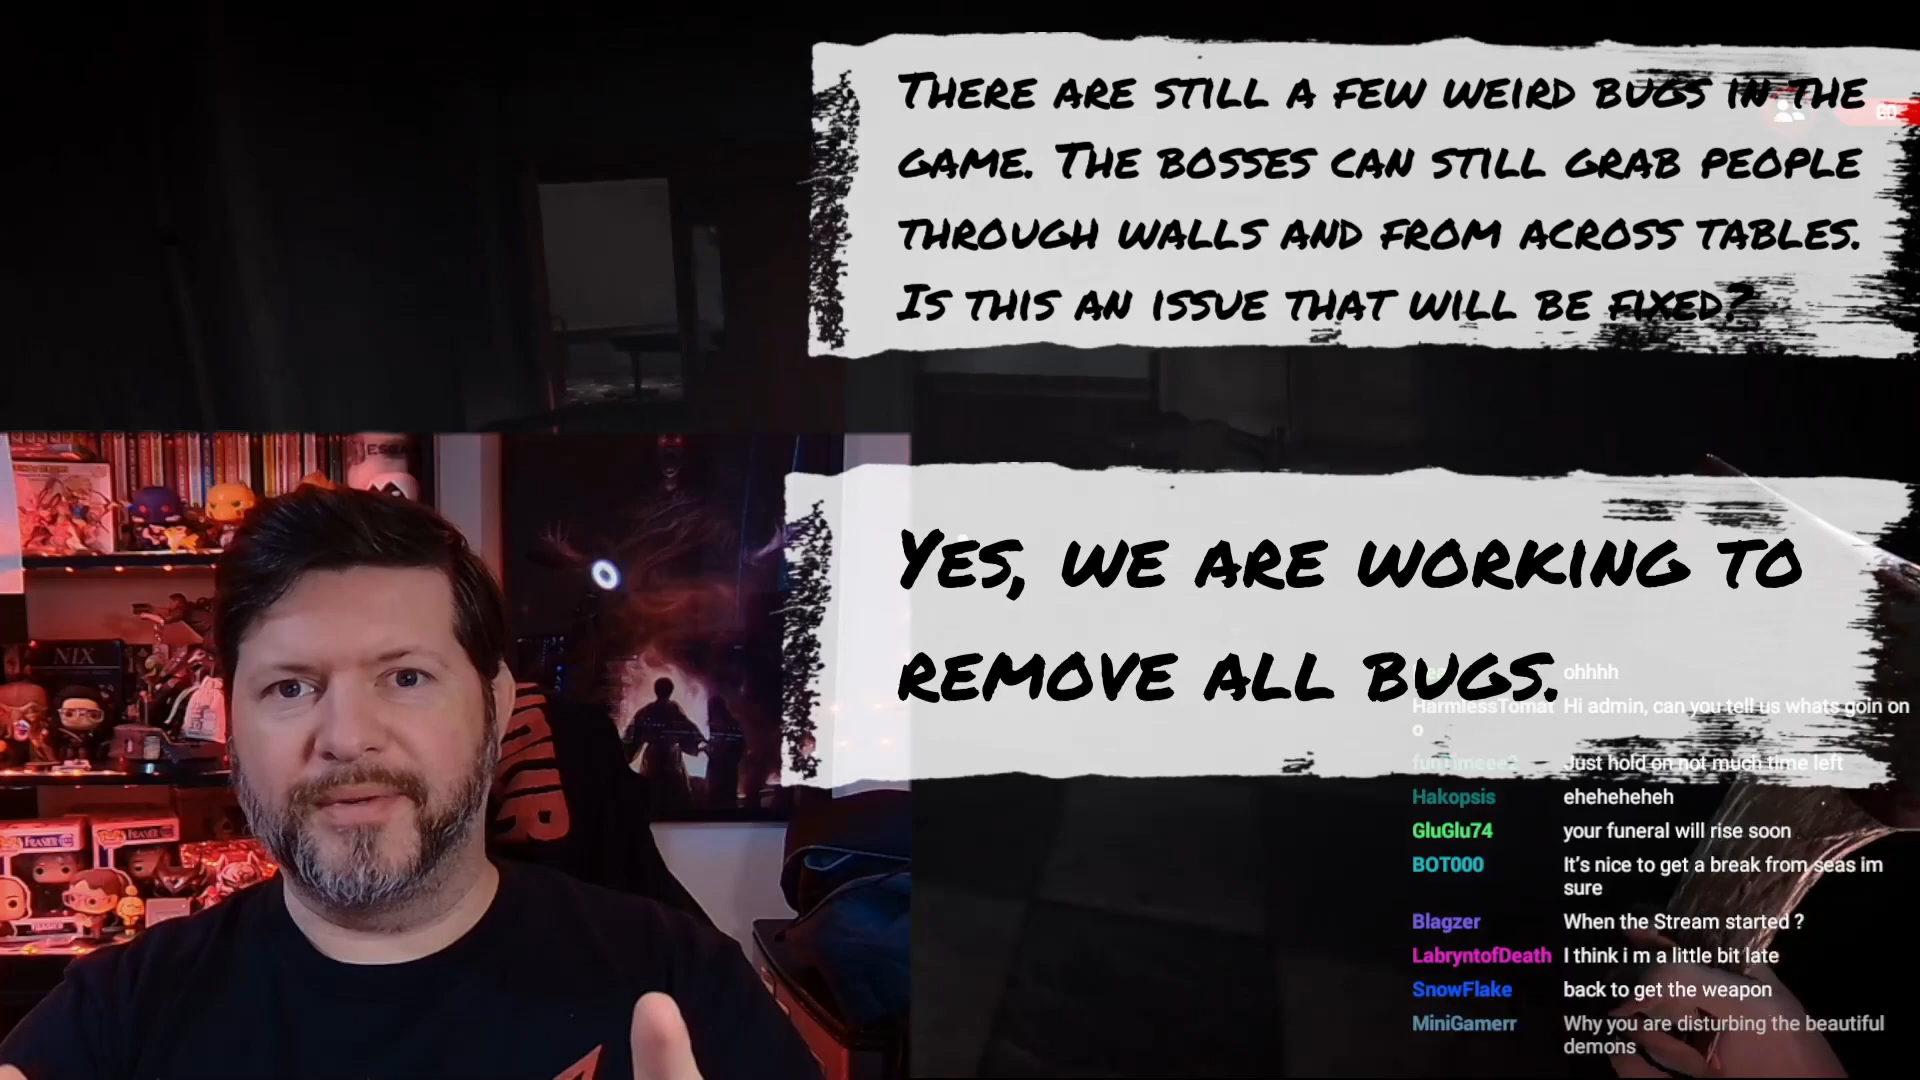 There are still a few weird bugs in the
game. The bosses can still grab people
through walls and from across tables.
Is this an issue that will be fixed?
Yes, we are working to
remove all bugs.
ohhhh
HarmlessTomat Hi admin, can you tell us whats goin on
o
Just hold on not much time left
Hakopsis eheheheheh
GluGlu74 your funeral will rise soon
BOT000 It's nice to get a break from seas im
sure
Blagzer When the Stream started ?
LabryntofDeath I think i m a little bit late
SnowFlake back to get the weapon
MiniGamerr Why you are disturbing the beautiful
demons
NIX
FRASIER
FRASIER